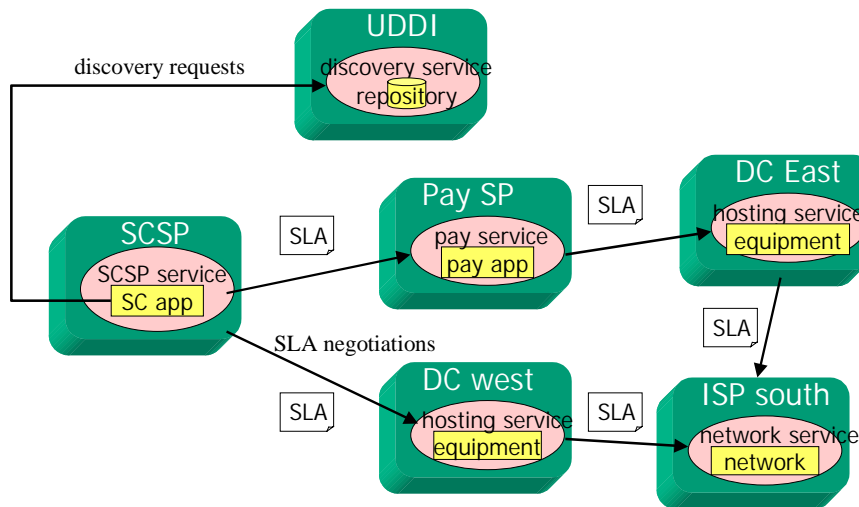 UDDI
discovery requests
discovery service
repository
DC East
Pay SP
SLA
hosting service
equipment
SCSP
SLA
pay service
pay app
SCSP service
SC app
SLA
SLA negotiations
DC west
ISP south
SLA
SLA
hosting service
equipment
network service
network